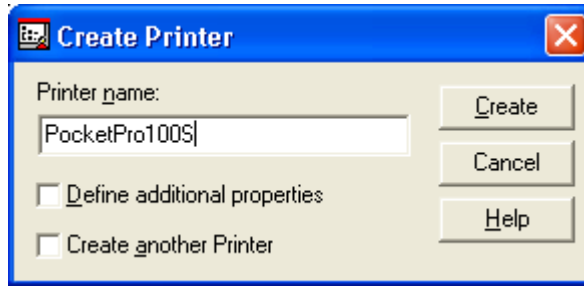 Create Printer
Printer name:
PocketPro100S
Define additional properties
Create another Printer
Create
Cancel
Help